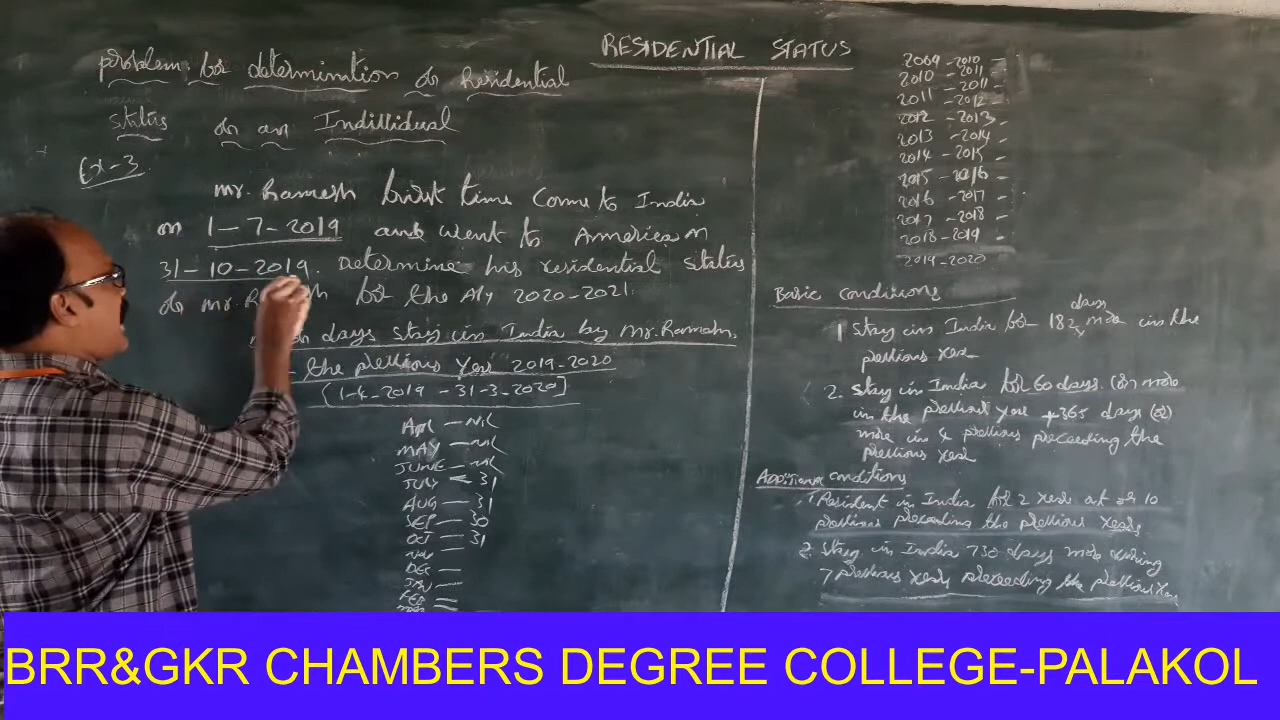 RESIDENTIAL STATUS
problem for determination of Residential
status of an Indillidual
Ex-3.
Mr. Ramesh first time Come to India
on 1-7-2019 and went to America on
31-10-2019. Determine his residential status
of Mr. R sh for the A/y 2020-2021.
days stay in India by Mr. Ramesh,
the previous Year 2019-2020
(1-4-2019 - 31-3-2020]
APL - NIL
MAY - NIL
JUNE - NIL
JULY - 31
AUG - 31
SEP - 30
OCT - 31
Nov -
DEC -
JAN -
FEB -
2009-2010 -
2010-2011 -
2011-2012 -
2012-2013 -
2013-2014 -
2014-2015 -
2015-2016 -
2016-2017 -
2017-2018 -
2018-2019 -
2019-2020
Basic conditions
1 Stay in India for 182 days more in the
previous year
2. Stay in India for 60 days (or) more
in the previous year +365 days (or)
more in 4 previous preceeding the
previous year
Additional conditions
1 Resident in India for 2 years out of 10
previous preceeding the previous years
2. Stay in India 730 days more during
7 previous years preceeding the previous Year
BRR&GKR CHAMBERS DEGREE COLLEGE-PALAKOL